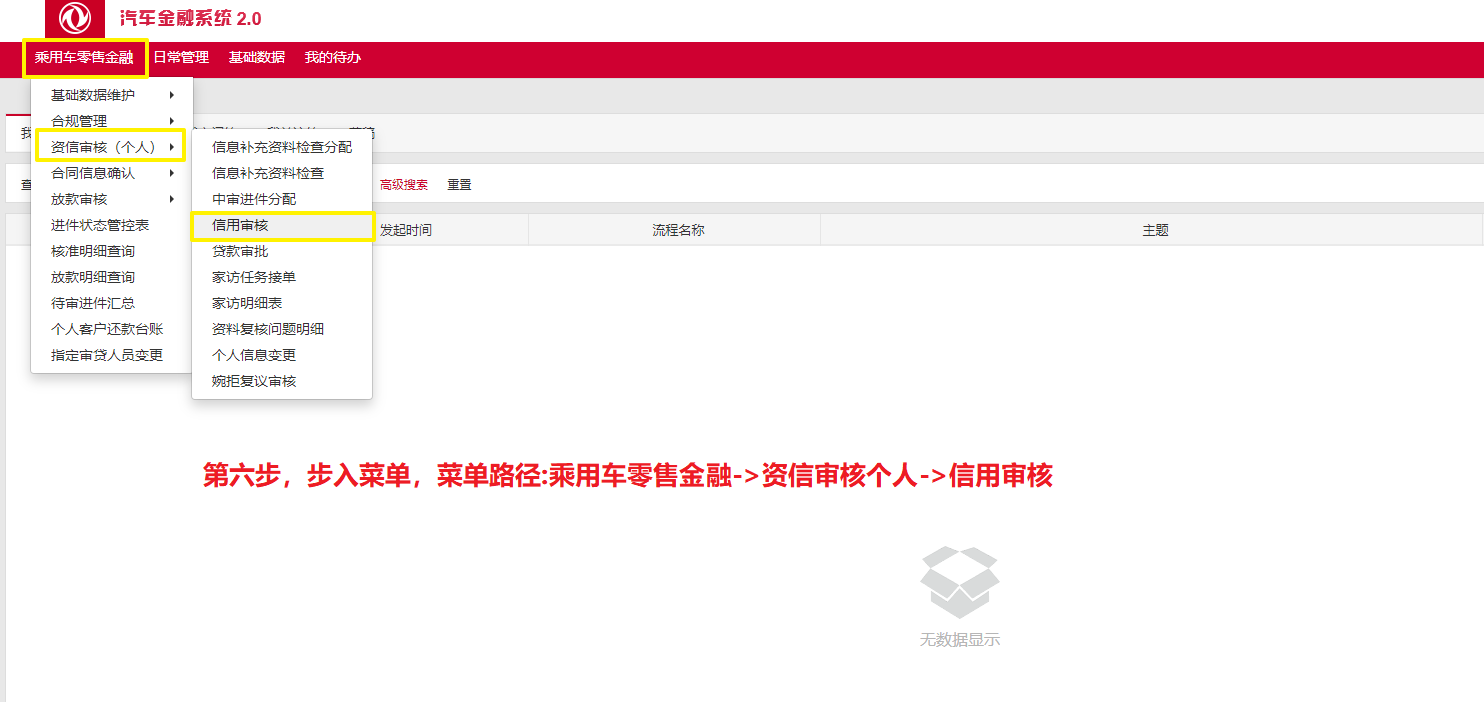 汽车金融系统 2.0
乘用车零售金融 日常管理 基础数据 我的待办
基础数据维护
合规管理
资信审核（个人）
合同信息确认
放款审核
进件状态管控表
核准明细查询
放款明细查询
待审进件汇总
个人客户还款台账
指定审贷人员变更
信息补充资料检查分配
信息补充资料检查
中审进件分配
信用审核
贷款审批
家访任务接单
家访明细表
资料复核问题明细
个人信息变更
婉拒复议审核
我
查
高级搜索 重置
发起时间 流程名称 主题
第六步，步入菜单，菜单路径:乘用车零售金融->资信审核个人->信用审核
无数据显示